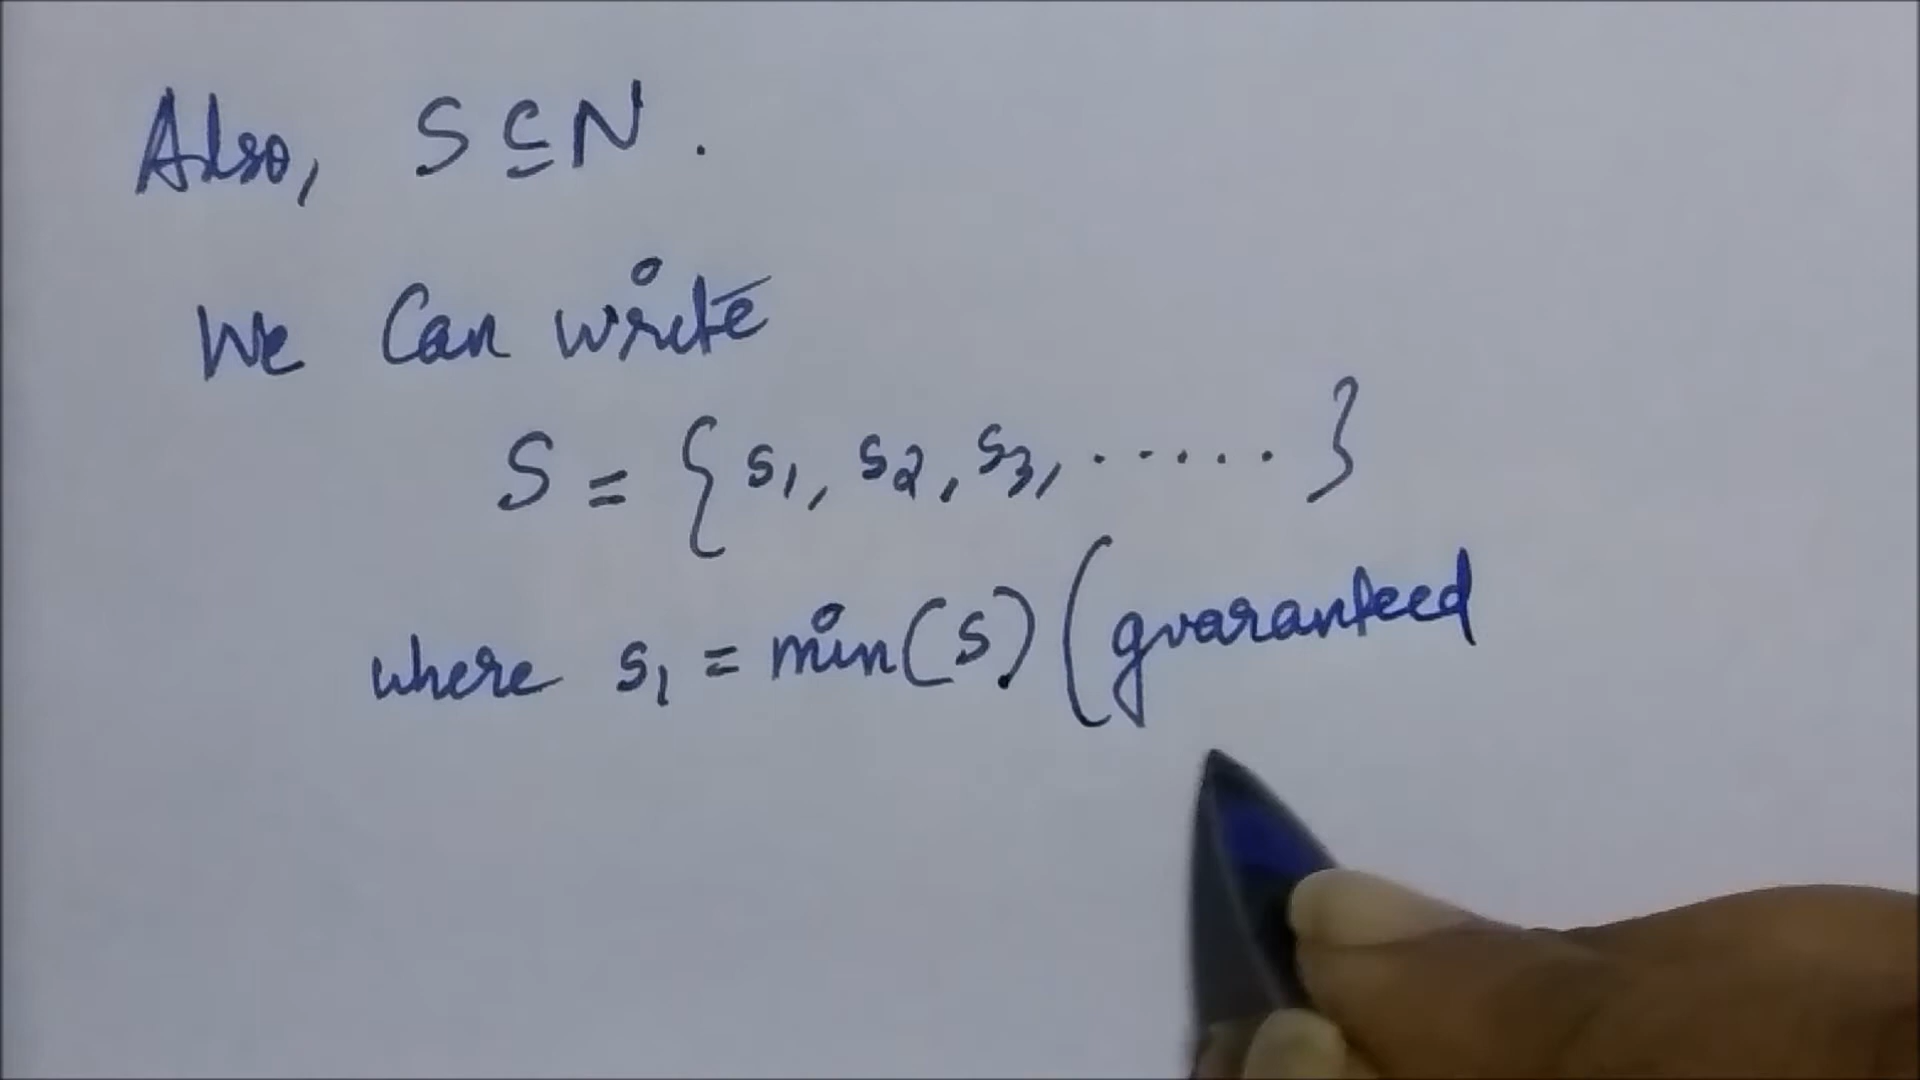 Also, S ⊆ N.
We Can write
S = { s₁, s₂, s₃, ...... }
where s₁ = min(S) (guaranteed